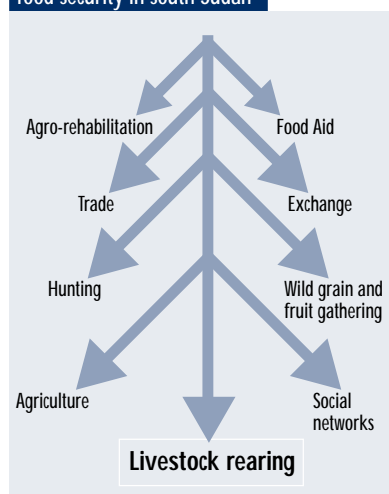 food security in south Sudan
Agro-rehabilitation
Food Aid
Trade
Exchange
Hunting
Wild grain and
fruit gathering
Agriculture
Social
networks
Livestock rearing